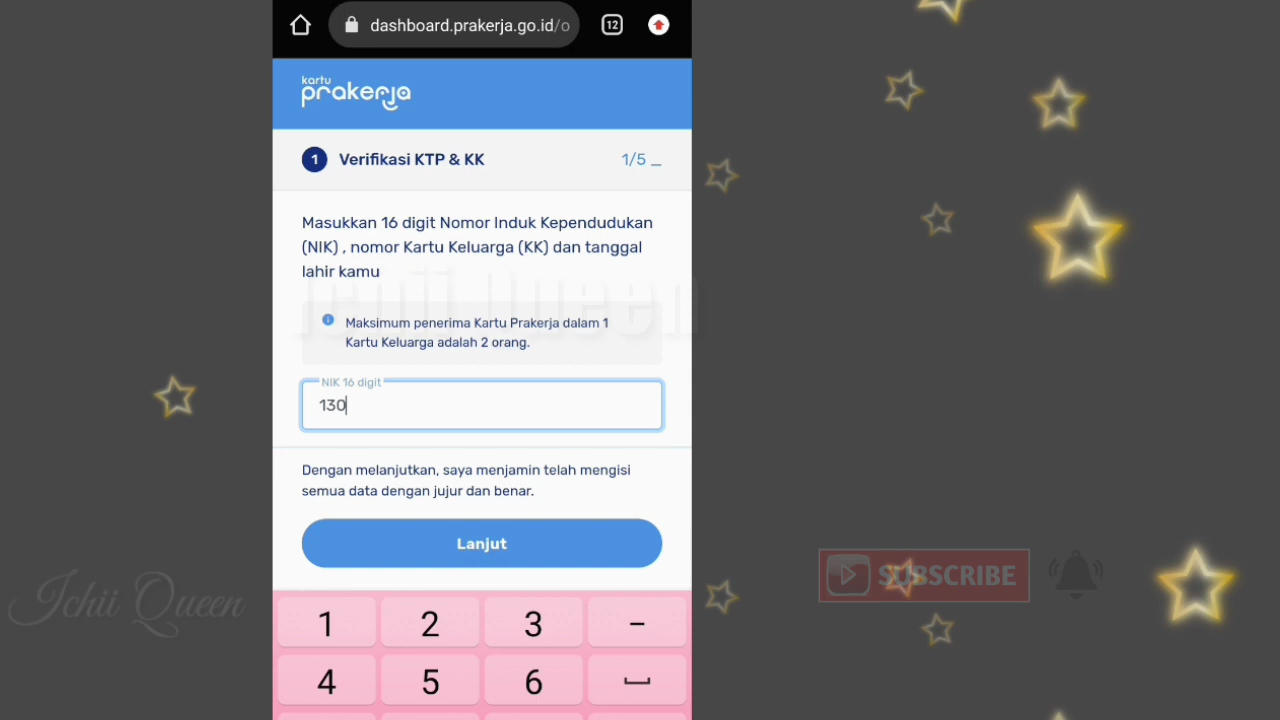 dashboard.prakerja.go.id/o
12
kartu
prakerja
1 Verifikasi KTP & KK 1/5 _
Masukkan 16 digit Nomor Induk Kependudukan
(NIK) , nomor Kartu Keluarga (KK) dan tanggal
lahir kamu
Ichii Queen
Maksimum penerima Kartu Prakerja dalam 1
Kartu Keluarga adalah 2 orang.
NIK 16 digit
130
Dengan melanjutkan, saya menjamin telah mengisi
semua data dengan jujur dan benar.
Lanjut
Ichii Queen
SUBSCRIBE
1 2 3 -
4 5 6